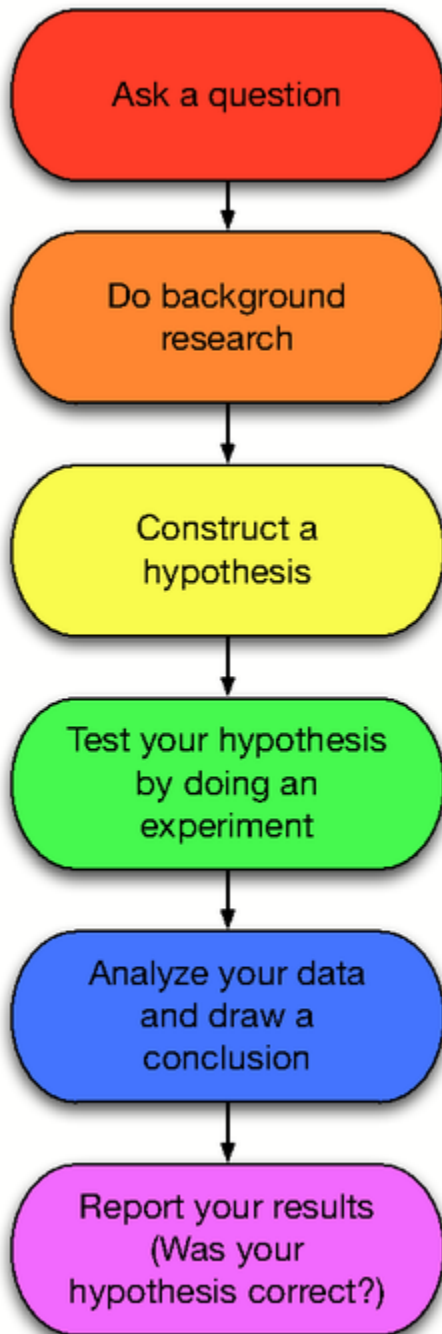 Ask a question
Do background
research
Construct a
hypothesis
Test your hypothesis
by doing an
experiment
Analyze your data
and draw a
conclusion
Report your results
(Was your
hypothesis correct?)